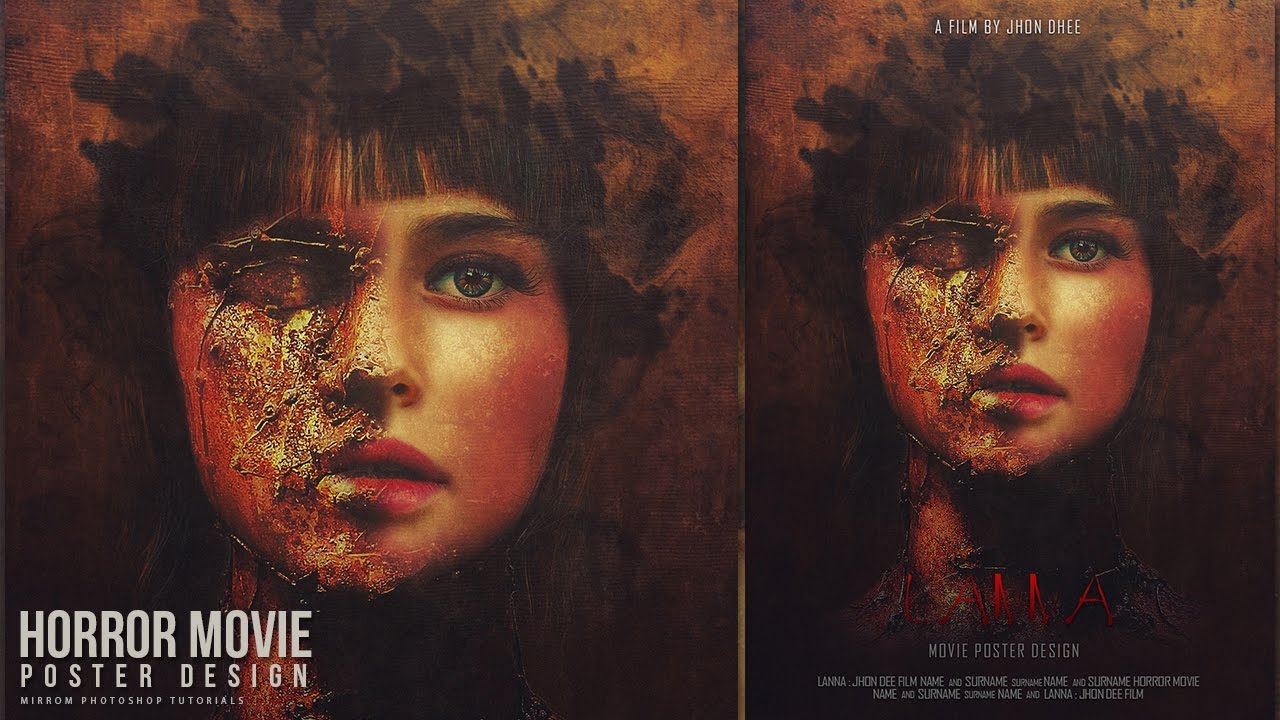 HORROR MOVIE
POSTER DESIGN
MIRROM PHOTOSHOP TUTORIALS
A FILM BY JHON DHEE
LANNA
MOVIE POSTER DESIGN
LANNA : JHON DEE FILM NAME AND SURNAME SURNAME NAME AND SURNAME HORROR MOVIE
NAME AND SURNAME SURNAME NAME AND LANNA : JHON DEE FILM